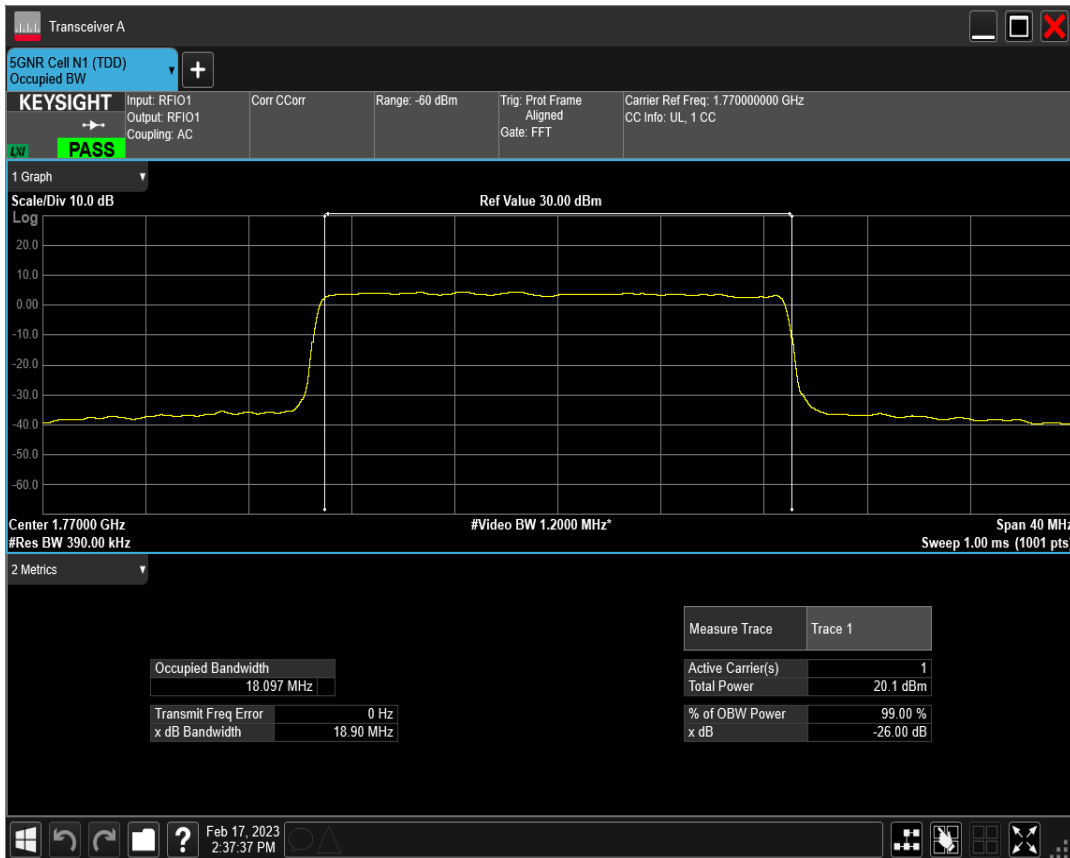 Transceiver A
5GNR Cell N1 (TDD)
Occupied BW
+
KEYSIGHT
LXI
PASS
Input: RFIO1
Output: RFIO1
Coupling: AC
Corr CCorr
Range: -60 dBm
Trig: Prot Frame
Aligned
Gate: FFT
Carrier Ref Freq: 1.770000000 GHz
CC Info: UL, 1 CC
1 Graph
Scale/Div 10.0 dB
Ref Value 30.00 dBm
Log
20.0
10.0
0.00
-10.0
-20.0
-30.0
-40.0
-50.0
-60.0
Center 1.77000 GHz
#Video BW 1.2000 MHz*
Span 40 MHz
#Res BW 390.00 kHz
Sweep 1.00 ms (1001 pts)
2 Metrics
Measure Trace Trace 1
Occupied Bandwidth
18.097 MHz
Active Carrier(s) 1
Total Power 20.1 dBm
Transmit Freq Error 0 Hz
x dB Bandwidth 18.90 MHz
% of OBW Power 99.00 %
x dB -26.00 dB
?
Feb 17, 2023
2:37:37 PM